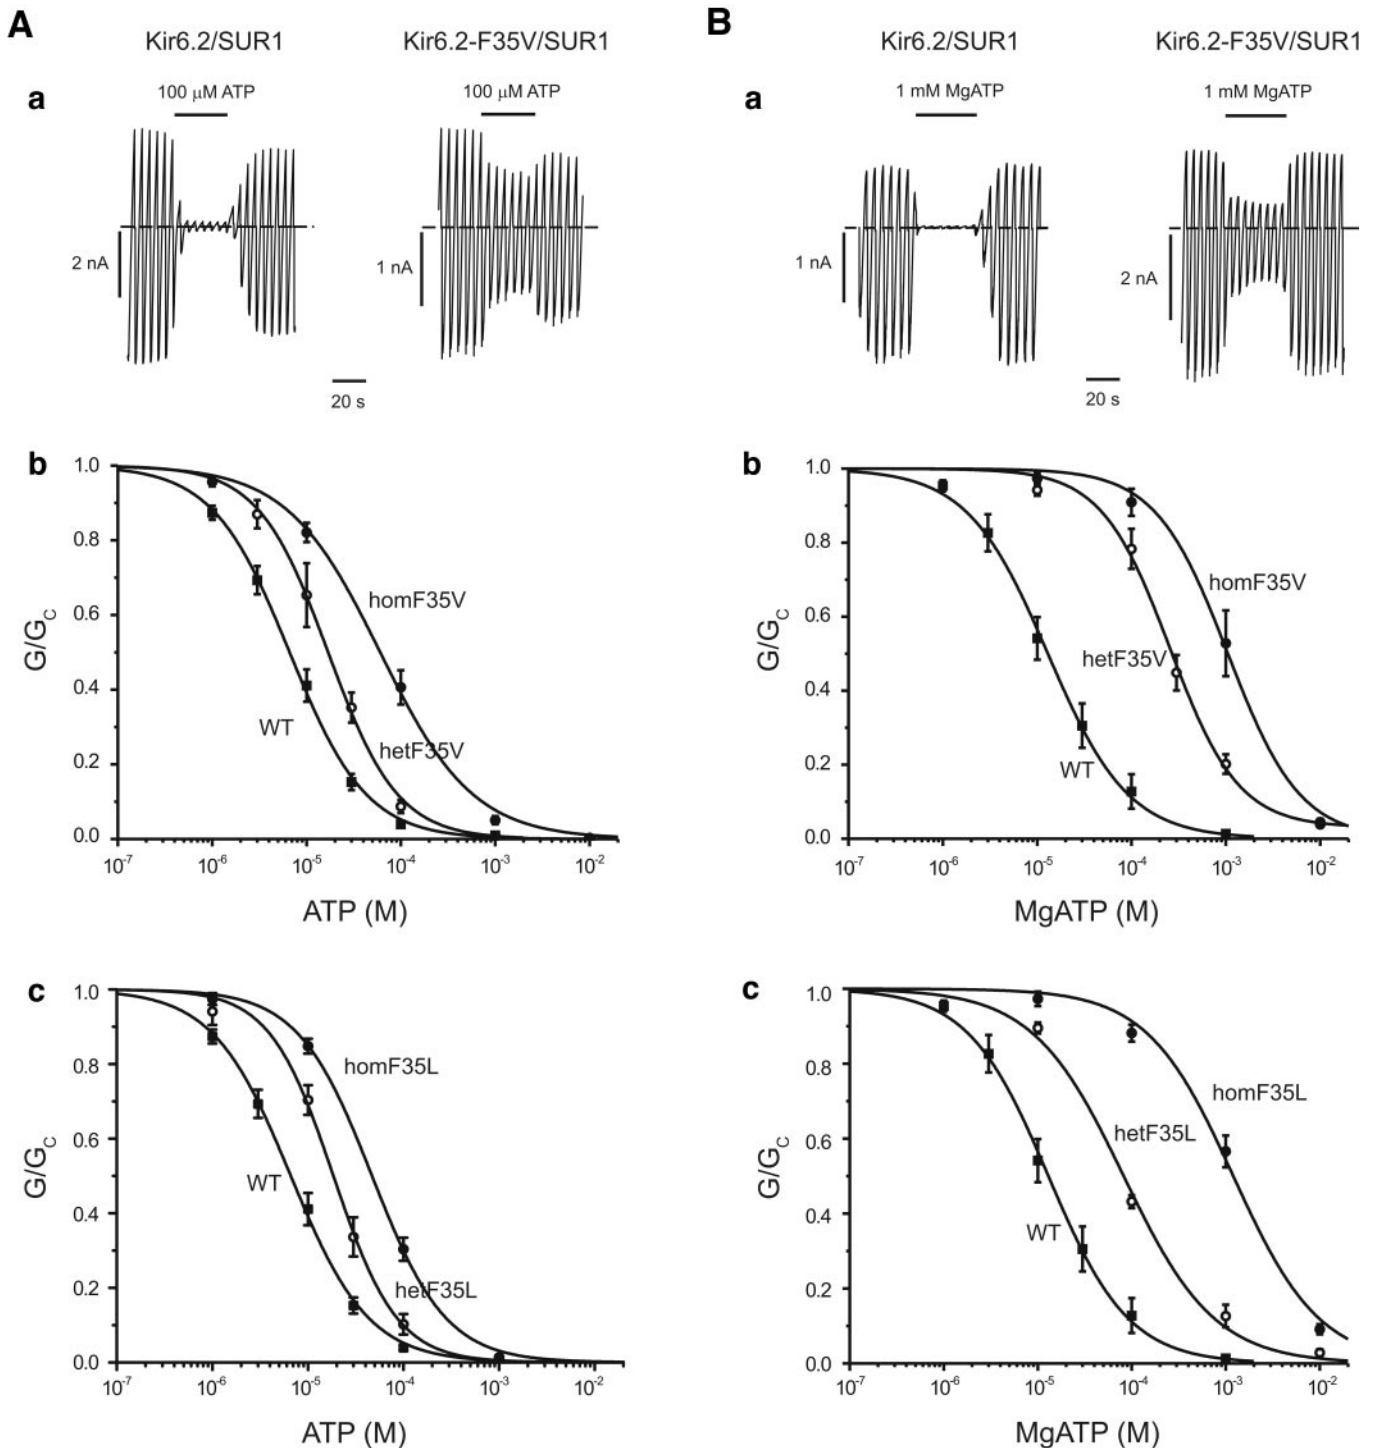 A
Kir6.2/SUR1
Kir6.2-F35V/SUR1
a
100 μM ATP
100 μM ATP
2 nA
1 nA
20 s
b
1.0
0.8
0.6
0.4
0.2
0.0
G/GC
homF35V
WT
hetF35V
10-7
10-6
10-5
10-4
10-3
10-2
ATP (M)
c
1.0
0.8
0.6
0.4
0.2
0.0
G/GC
homF35L
WT
hetF35L
10-7
10-6
10-5
10-4
10-3
10-2
ATP (M)
B
Kir6.2/SUR1
Kir6.2-F35V/SUR1
a
1 mM MgATP
1 mM MgATP
1 nA
2 nA
20 s
b
1.0
0.8
0.6
0.4
0.2
0.0
G/GC
homF35V
hetF35V
WT
10-7
10-6
10-5
10-4
10-3
10-2
MgATP (M)
c
1.0
0.8
0.6
0.4
0.2
0.0
G/GC
homF35L
hetF35L
WT
10-7
10-6
10-5
10-4
10-3
10-2
MgATP (M)